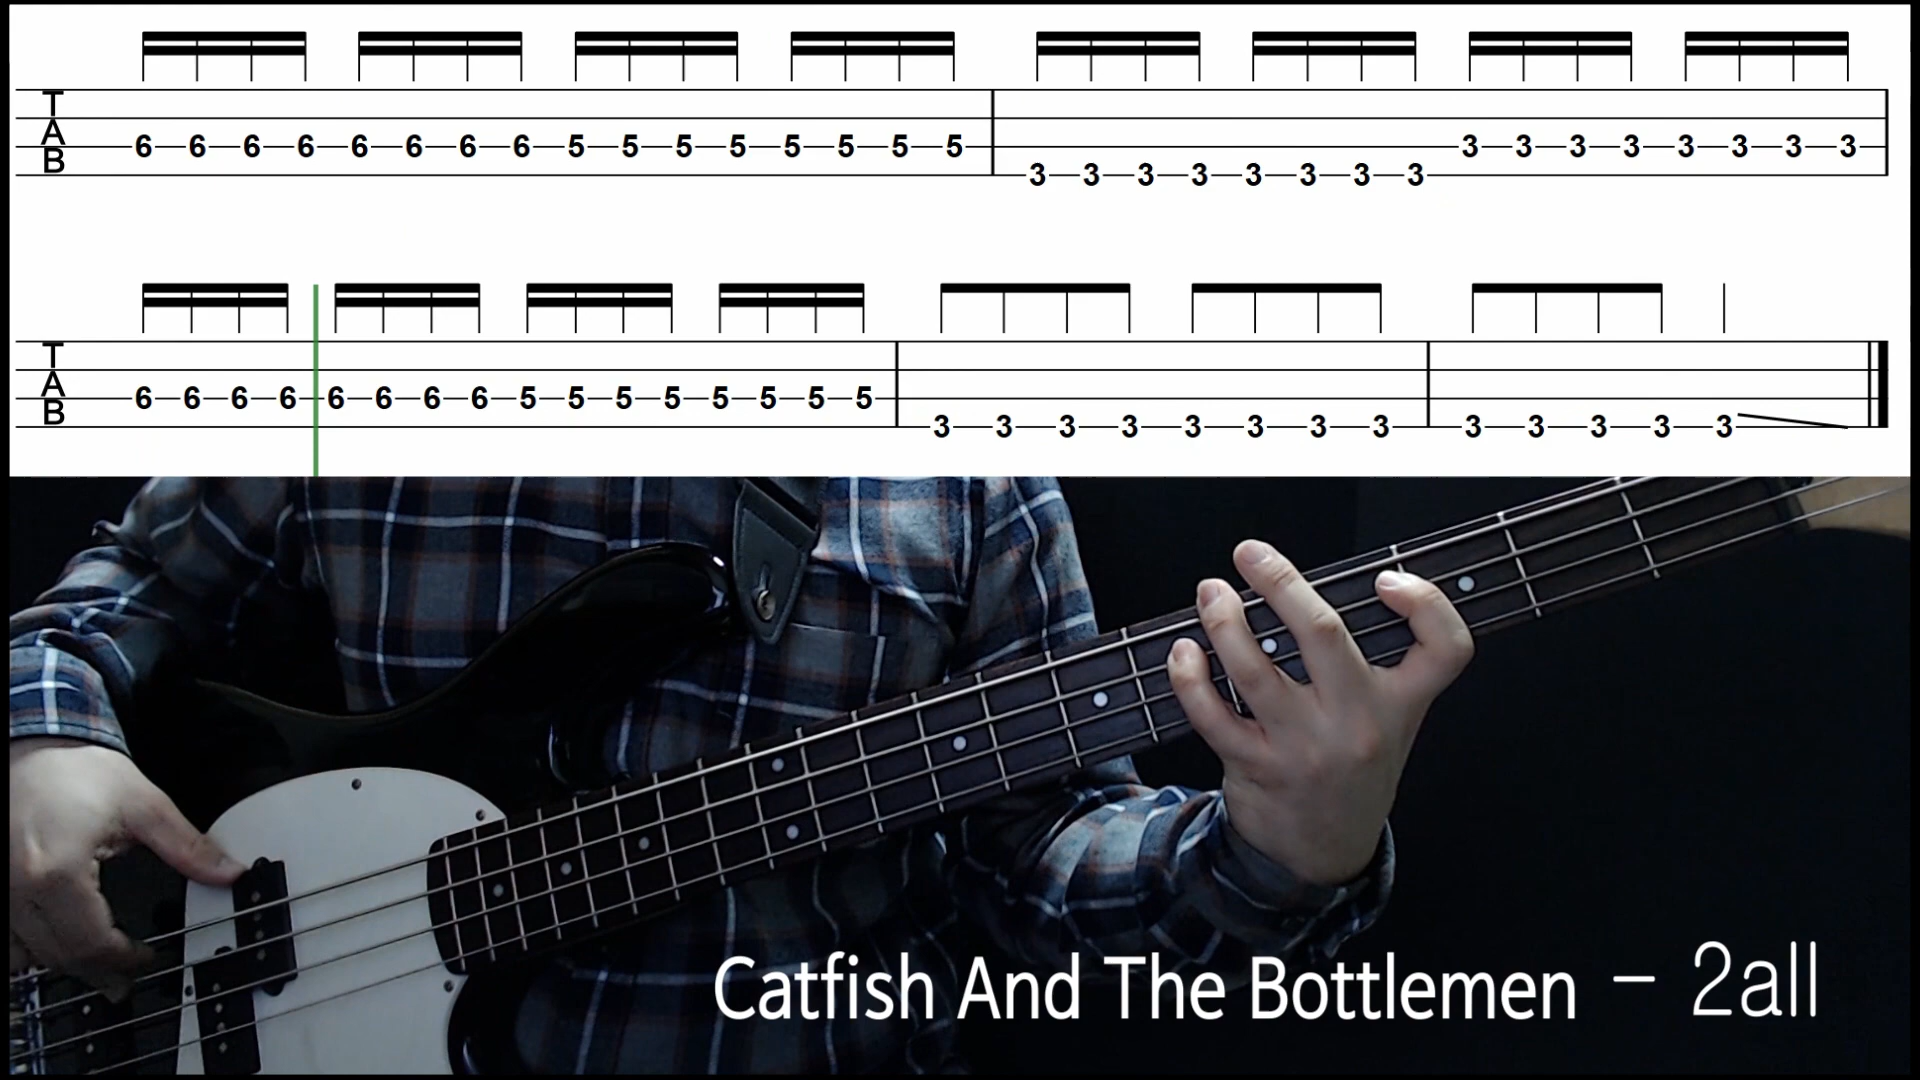 T
A
B
6 6 6 6 6 6 6 6 5 5 5 5 5 5 5 5 3 3 3 3 3 3 3 3
3 3 3 3 3 3 3 3
T
A
B
6 6 6 6 6 6 6 6 5 5 5 5 5 5 5 5
3 3 3 3 3 3 3 3 3 3 3 3 3
Catfish And The Bottlemen - 2all